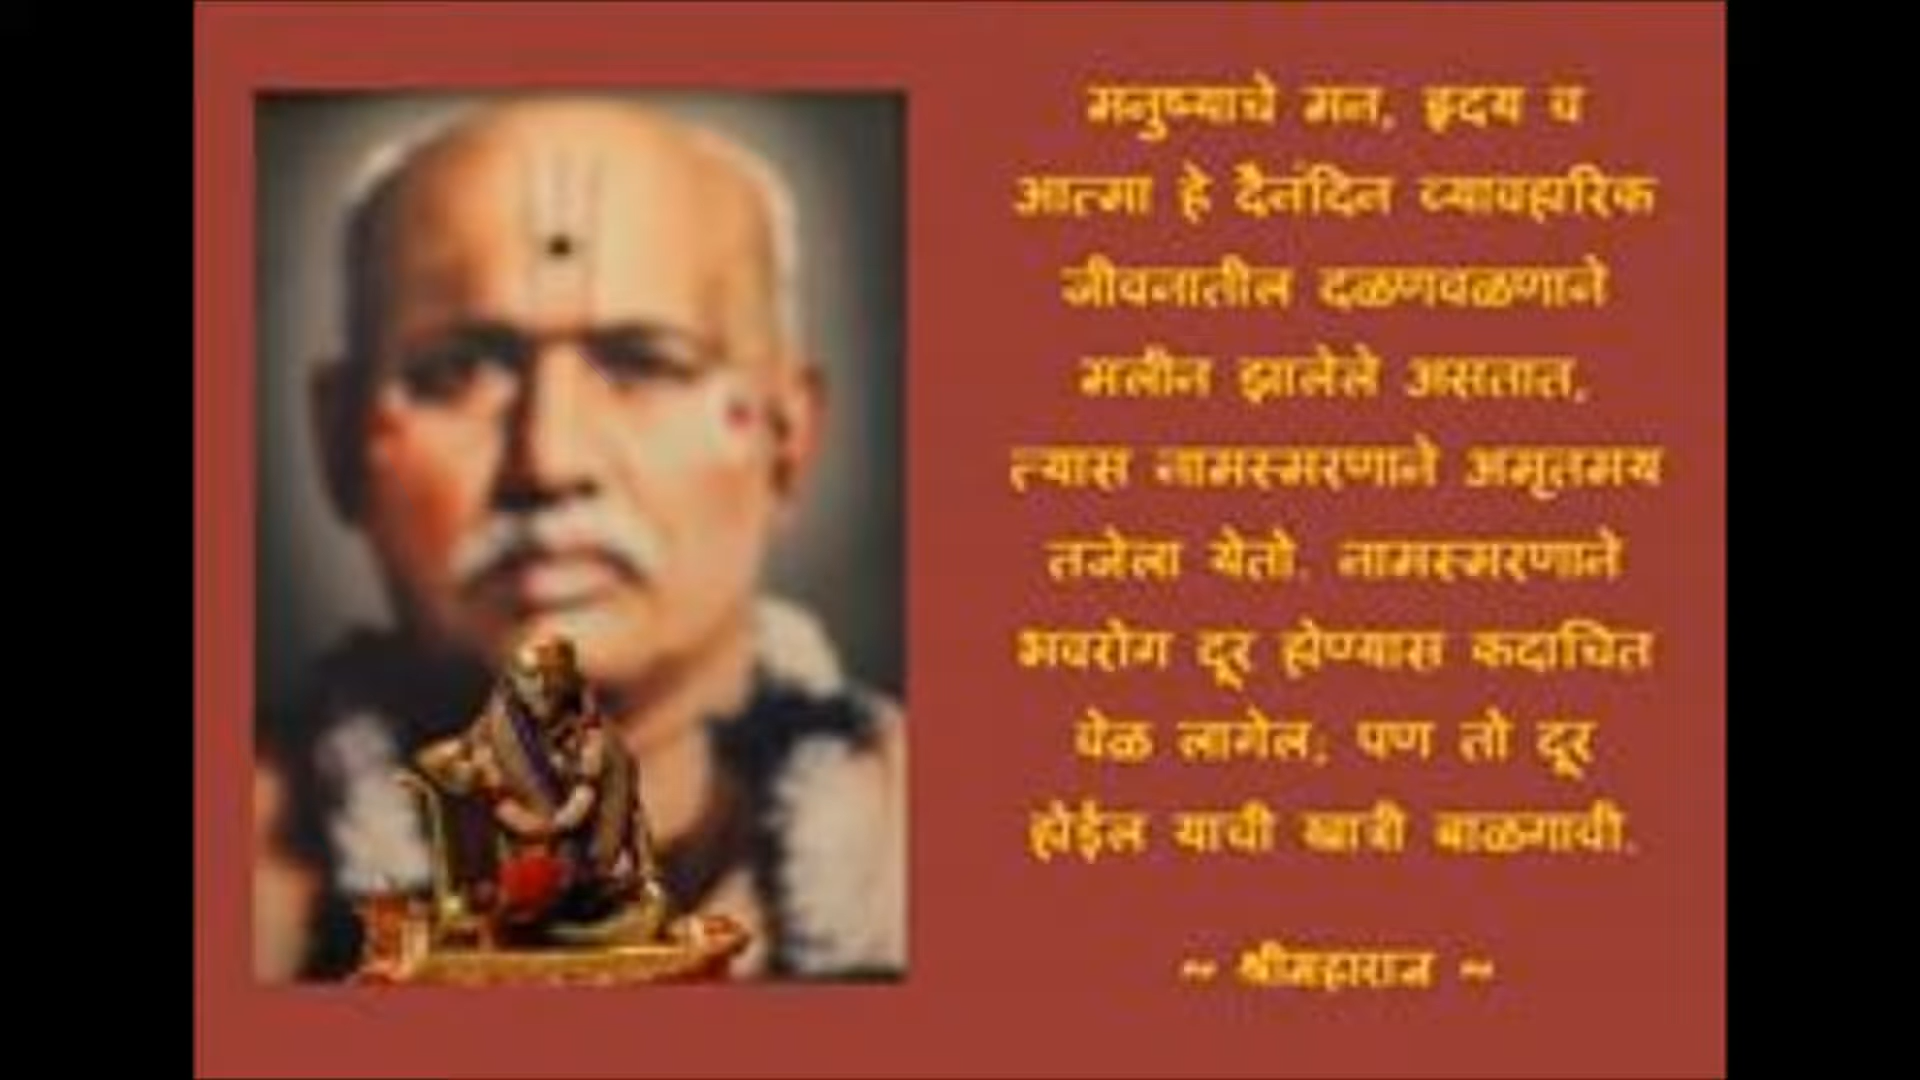 मनुष्याचे मन, हृदय व
आत्मा हे दैनंदिन व्यावहारिक
जीवनातील दळणवळणाने
मलीन झालेले असतात,
त्यास नामस्मरणाने अमृतमय
तजेला येतो. नामस्मरणाने
भवरोग दूर होण्यास कदाचित
वेळ लागेल, पण तो दूर
होईल याची खात्री बाळगावी.
~ श्रीमहाराज ~